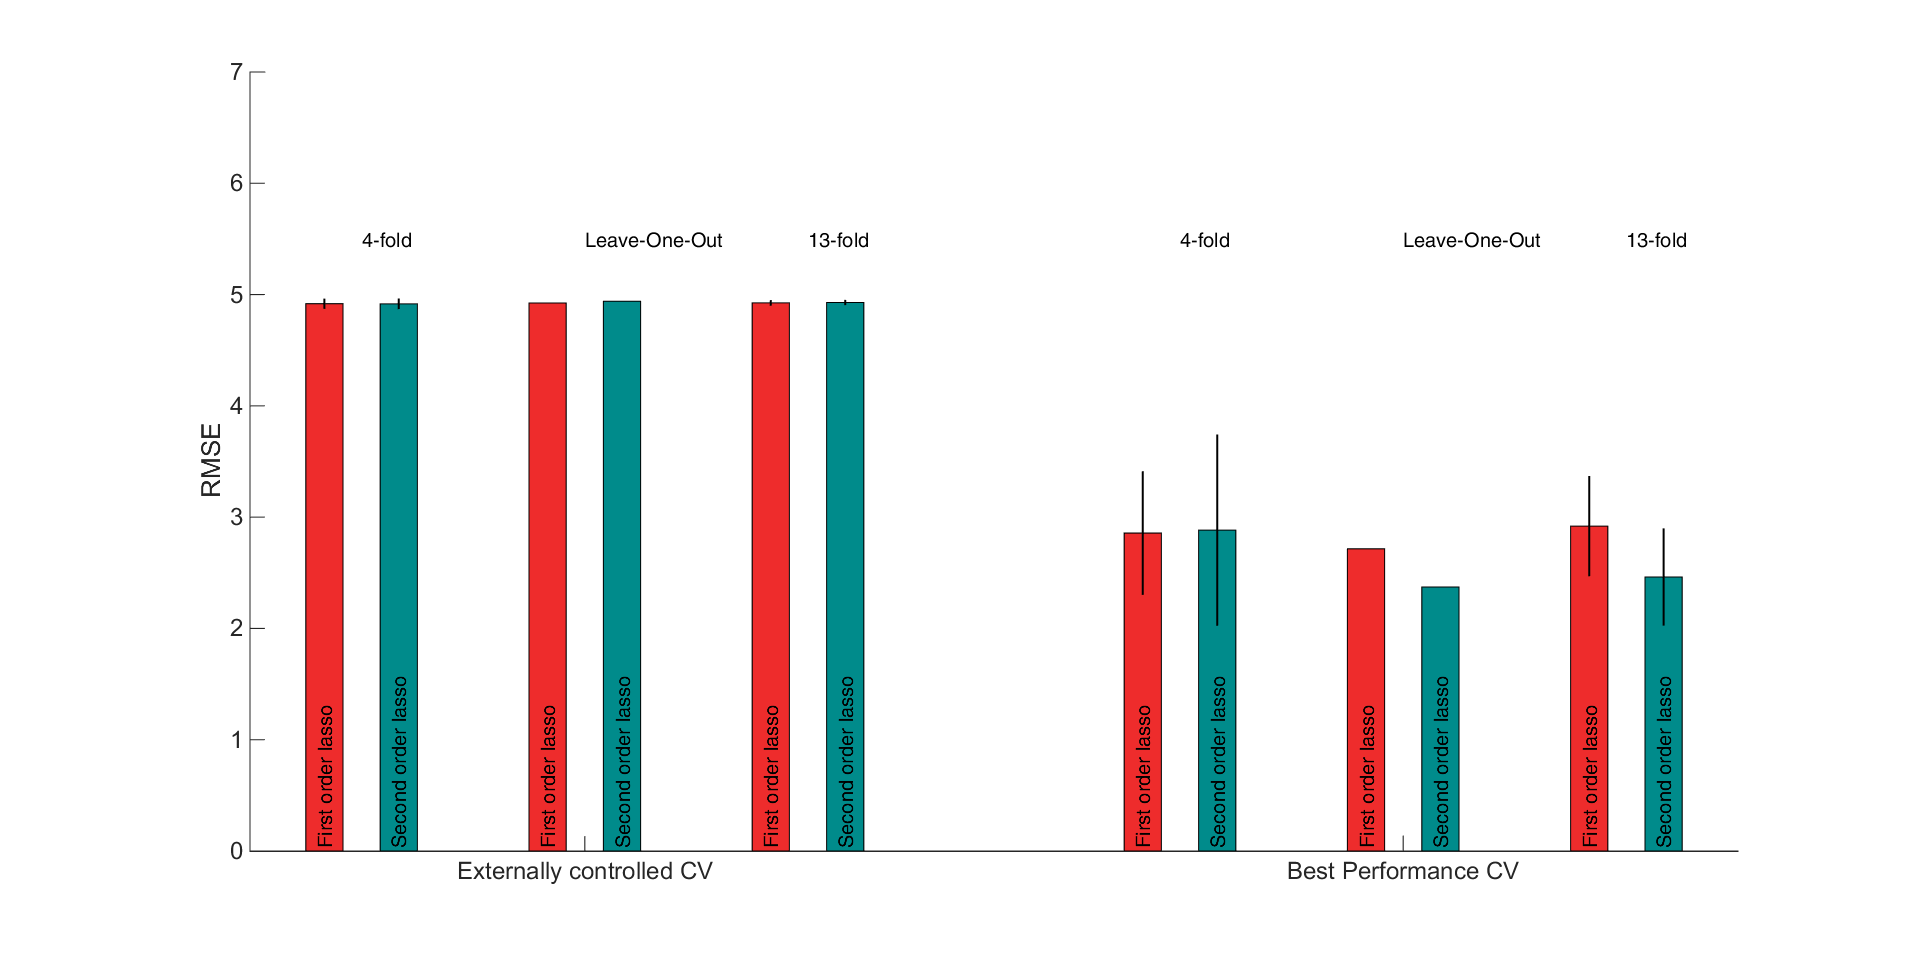 7
6
5
4
3
2
1
0
RMSE
4-fold
Leave-One-Out
13-fold
4-fold
Leave-One-Out
13-fold
First order lasso
Second order lasso
First order lasso
Second order lasso
First order lasso
Second order lasso
First order lasso
Second order lasso
First order lasso
Second order lasso
First order lasso
Second order lasso
Externally controlled CV
Best Performance CV